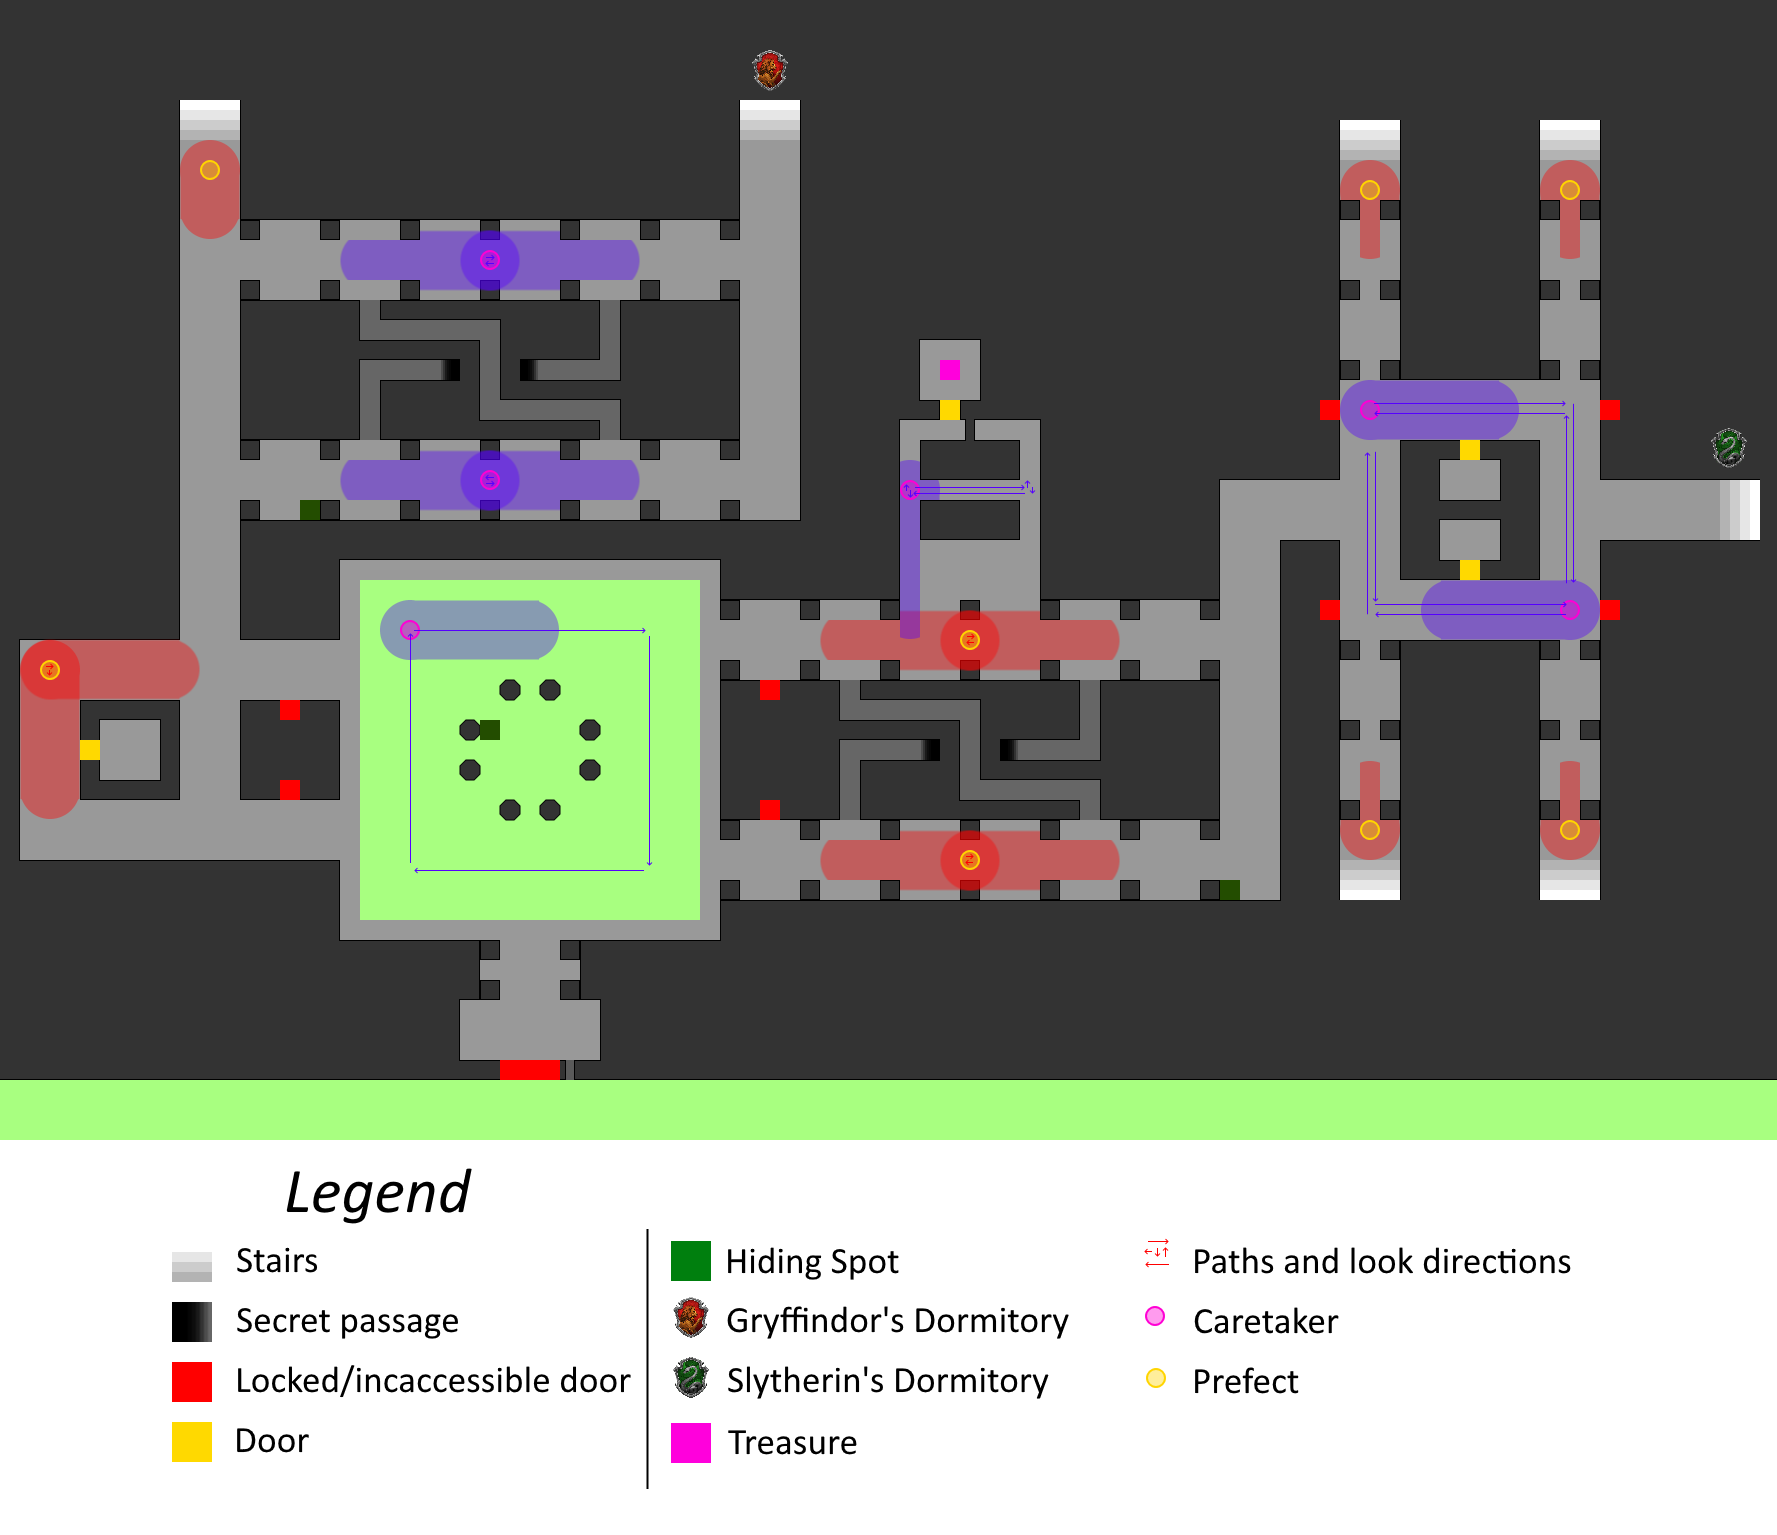 Legend
Stairs
Secret passage
Locked/incaccessible door
Door
Hiding Spot
Gryffindor's Dormitory
Slytherin's Dormitory
Treasure
Paths and look directions
Caretaker
Prefect